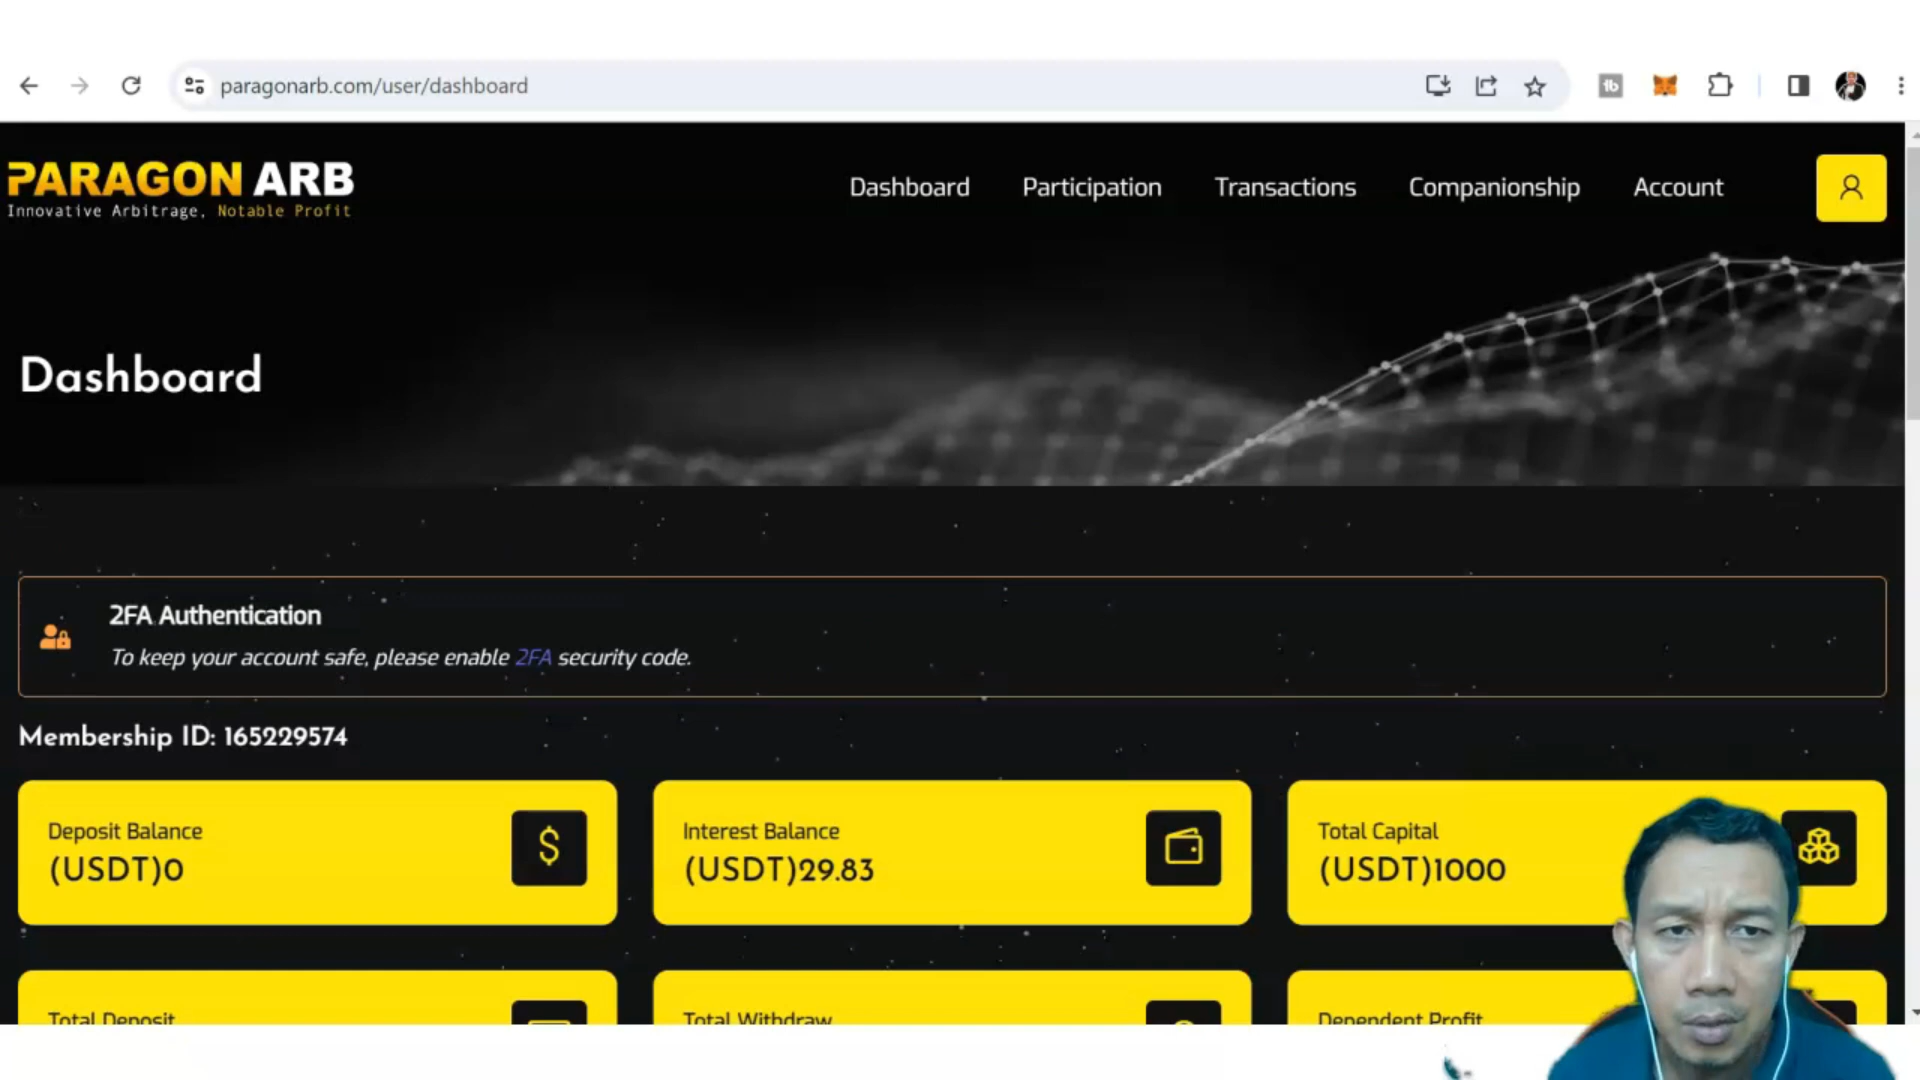 paragonarb.com/user/dashboard
PARAGON ARB
Innovative Arbitrage, Notable Profit
Dashboard
Participation
Transactions
Companionship
Account
Dashboard
2FA Authentication
To keep your account safe, please enable 2FA security code.
Membership ID: 165229574
Deposit Balance
(USDT)0
Interest Balance
(USDT)29.83
Total Capital
(USDT)1000
Total Deposit
Total Withdraw
Dependent Profit